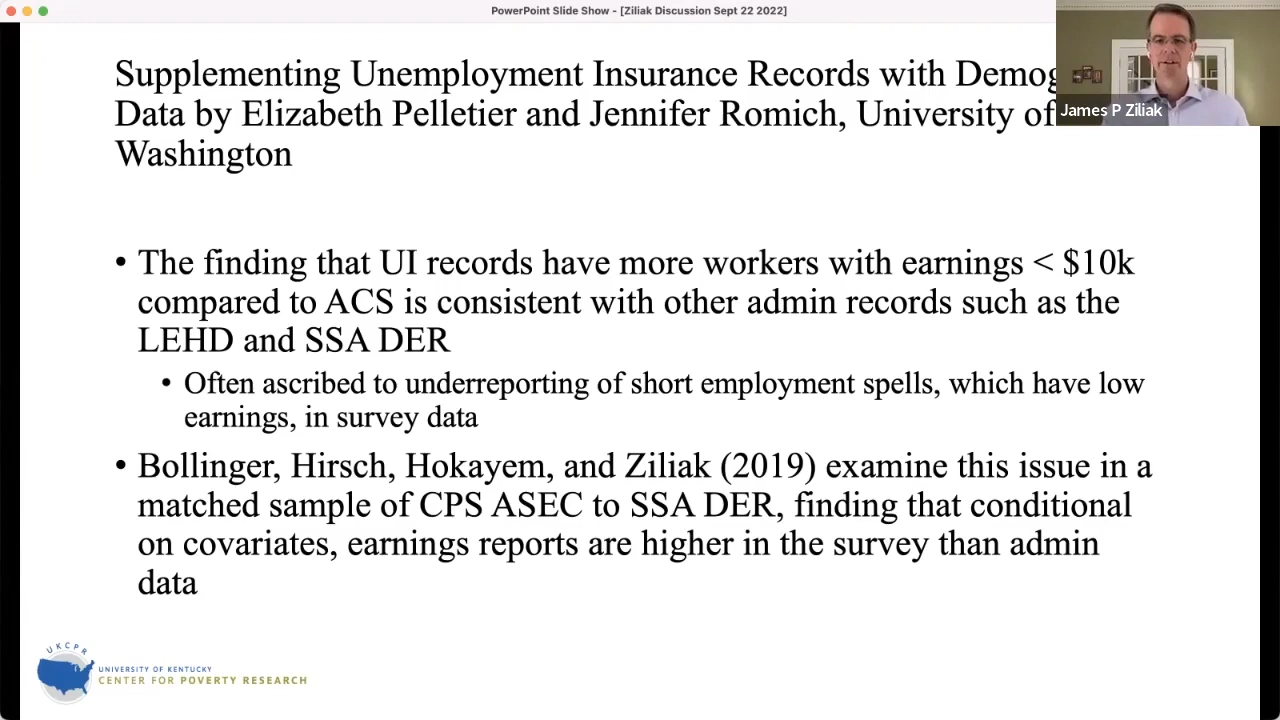 PowerPoint Slide Show - [Ziliak Discussion Sept 22 2022]
Supplementing Unemployment Insurance Records with
Data by Elizabeth Pelletier and Jennifer Romich, University of
Washington
James P Ziliak
• The finding that UI records have more workers with earnings < $10k
compared to ACS is consistent with other admin records such as the
LEHD and SSA DER
• Often ascribed to underreporting of short employment spells, which have low
earnings, in survey data
• Bollinger, Hirsch, Hokayem, and Ziliak (2019) examine this issue in a
matched sample of CPS ASEC to SSA DER, finding that conditional
on covariates, earnings reports are higher in the survey than admin
data
UKCPR
UNIVERSITY OF KENTUCKY
CENTER FOR POVERTY RESEARCH